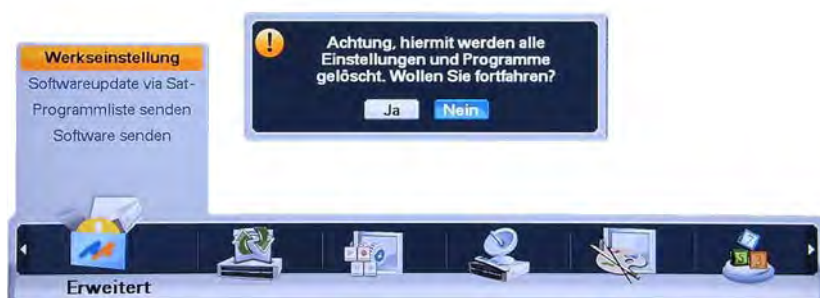 Werkseinstellung
Softwareupdate via Sat-
Programmliste senden
Software senden
Achtung, hiermit werden alle
Einstellungen und Programme
gelöscht. Wollen Sie fortfahren?
Ja
Nein
Erweitert